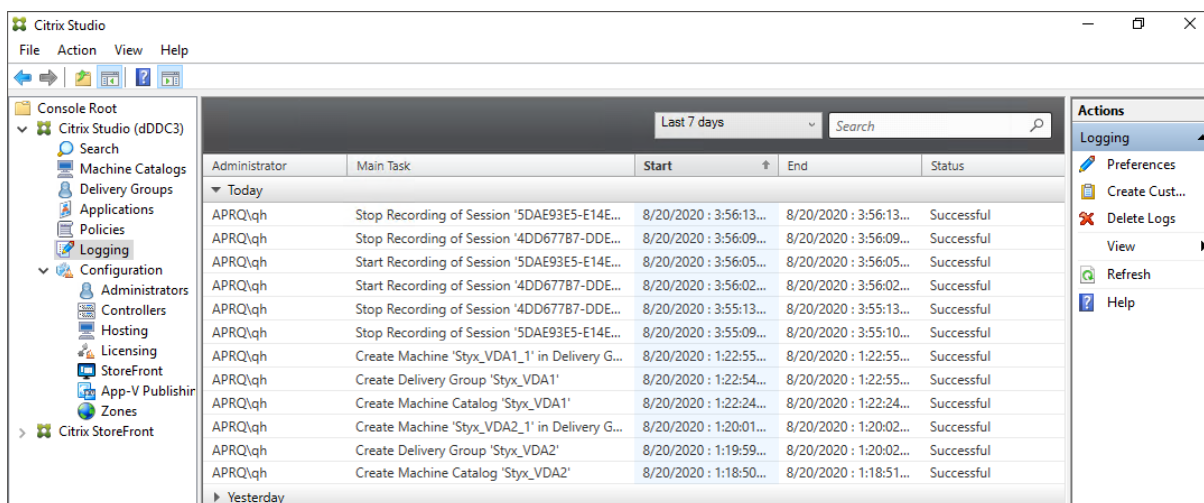 Citrix Studio
File Action View Help
Console Root
Citrix Studio (dDDC3)
Search
Machine Catalogs
Delivery Groups
Applications
Policies
Logging
Configuration
Administrators
Controllers
Hosting
Licensing
StoreFront
App-V Publishin
Zones
Citrix StoreFront
Last 7 days Search
Administrator Main Task Start End Status
Today
APRQ\qh Stop Recording of Session '5DAE93E5-E14E... 8/20/2020 : 3:56:13... 8/20/2020 : 3:56:13... Successful
APRQ\qh Stop Recording of Session '4DD677B7-DDE... 8/20/2020 : 3:56:09... 8/20/2020 : 3:56:09... Successful
APRQ\qh Start Recording of Session '5DAE93E5-E14E... 8/20/2020 : 3:56:05... 8/20/2020 : 3:56:05... Successful
APRQ\qh Start Recording of Session '4DD677B7-DDE... 8/20/2020 : 3:56:02... 8/20/2020 : 3:56:02... Successful
APRQ\qh Stop Recording of Session '4DD677B7-DDE... 8/20/2020 : 3:55:13... 8/20/2020 : 3:55:13... Successful
APRQ\qh Stop Recording of Session '5DAE93E5-E14E... 8/20/2020 : 3:55:09... 8/20/2020 : 3:55:10... Successful
APRQ\qh Create Machine 'Styx_VDA1_1' in Delivery G... 8/20/2020 : 1:22:55... 8/20/2020 : 1:22:55... Successful
APRQ\qh Create Delivery Group 'Styx_VDA1' 8/20/2020 : 1:22:54... 8/20/2020 : 1:22:55... Successful
APRQ\qh Create Machine Catalog 'Styx_VDA1' 8/20/2020 : 1:22:24... 8/20/2020 : 1:22:24... Successful
APRQ\qh Create Machine 'Styx_VDA2_1' in Delivery G... 8/20/2020 : 1:20:01... 8/20/2020 : 1:20:02... Successful
APRQ\qh Create Delivery Group 'Styx_VDA2' 8/20/2020 : 1:19:59... 8/20/2020 : 1:20:02... Successful
APRQ\qh Create Machine Catalog 'Styx_VDA2' 8/20/2020 : 1:18:50... 8/20/2020 : 1:18:51... Successful
Yesterday
Actions
Logging
Preferences
Create Cust...
Delete Logs
View
Refresh
Help